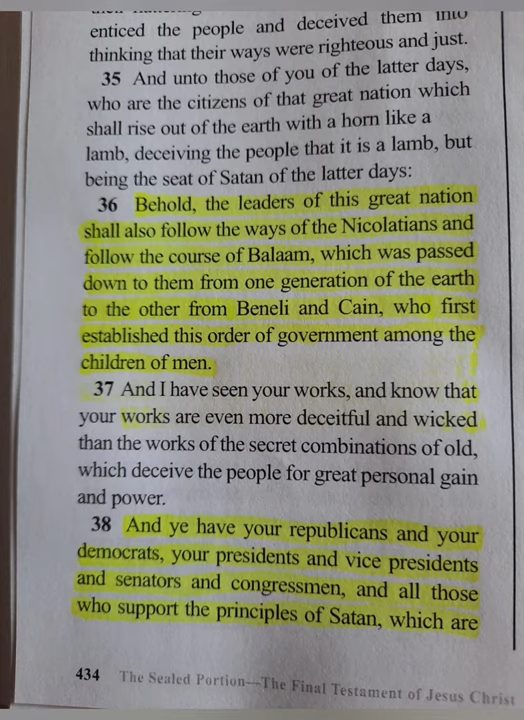 enticed the people and deceived them into
thinking that their ways were righteous and just.
35 And unto those of you of the latter days,
who are the citizens of that great nation which
shall rise out of the earth with a horn like a
lamb, deceiving the people that it is a lamb, but
being the seat of Satan of the latter days:
36 Behold, the leaders of this great nation
shall also follow the ways of the Nicolatians and
follow the course of Balaam, which was passed
down to them from one generation of the earth
to the other from Beneli and Cain, who first
established this order of government among the
children of men.
37 And I have seen your works, and know that
your works are even more deceitful and wicked
than the works of the secret combinations of old,
which deceive the people for great personal gain
and power.
38 And ye have your republicans and your
democrats, your presidents and vice presidents
and senators and congressmen, and all those
who support the principles of Satan, which are
434 The Sealed Portion—The Final Testament of Jesus Christ